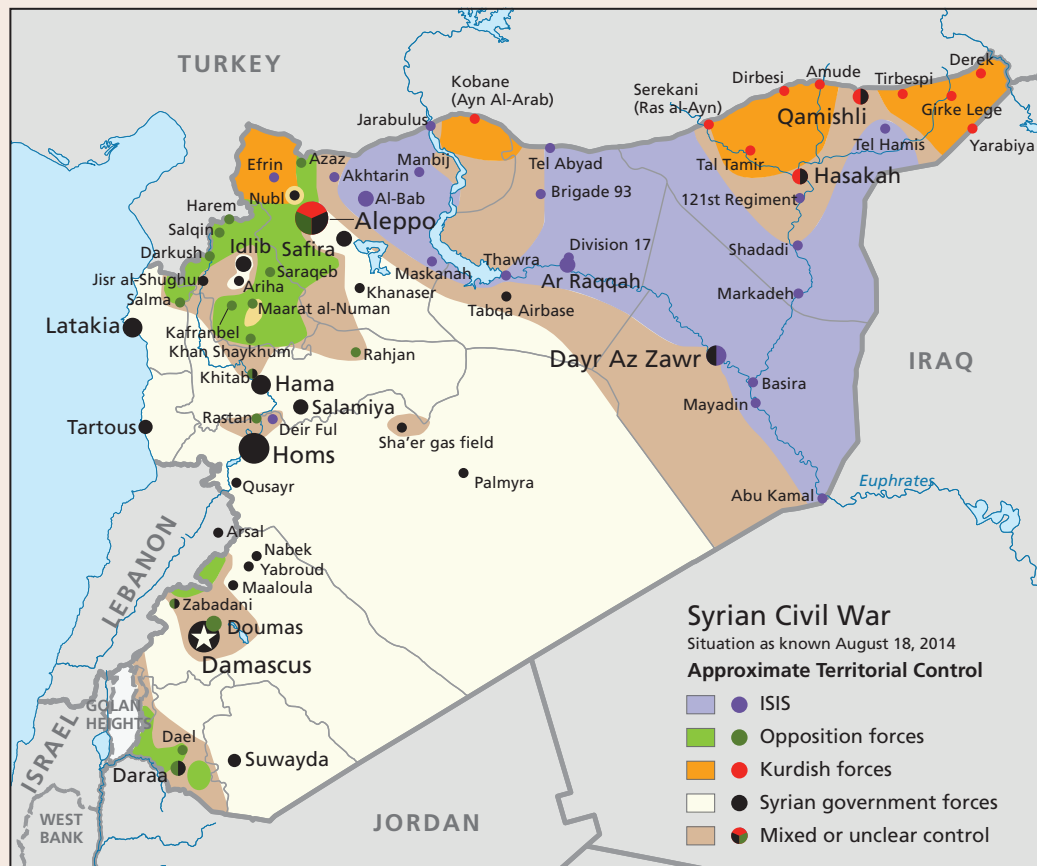 TURKEY
Kobane
(Ayn Al-Arab)
Serekani
(Ras al-Ayn)
Dirbesi
Amude
Tirbespi
Derek
Qamishli
Girke Lege
Yarabiya
Tel Hamis
Tal Tamir
Hasakah
121st Regiment
Jarabulus
Manbij
Tel Abyad
Brigade 93
Azaz
Akhtarin
Efrin
Al-Bab
Nubl
Aleppo
Harem
Salqin
Darkush
Idlib
Safira
Jisr al-Shughur
Ariha
Saraqeb
Khanaser
Maskanah
Thawra
Division 17
Ar Raqqah
Tabqa Airbase
Shadadi
Markadeh
Salma
Maarat al-Numan
Latakia
Kafranbel
Khan Shaykhum
Rahjan
Khitab
Hama
Dayr Az Zawr
Basira
Mayadin
IRAQ
Salamiya
Rastan
Deir Ful
Tartous
Sha'er gas field
Homs
Palmyra
Qusayr
Abu Kamal
Euphrates
Arsal
Nabek
Yabroud
Maaloula
LEBANON
Zabadani
Doumas
Damascus
GOLAN
HEIGHTS
ISRAEL
Dael
Daraa
Suwayda
WEST
BANK
JORDAN
Syrian Civil War
Situation as known August 18, 2014
Approximate Territorial Control
ISIS
Opposition forces
Kurdish forces
Syrian government forces
Mixed or unclear control